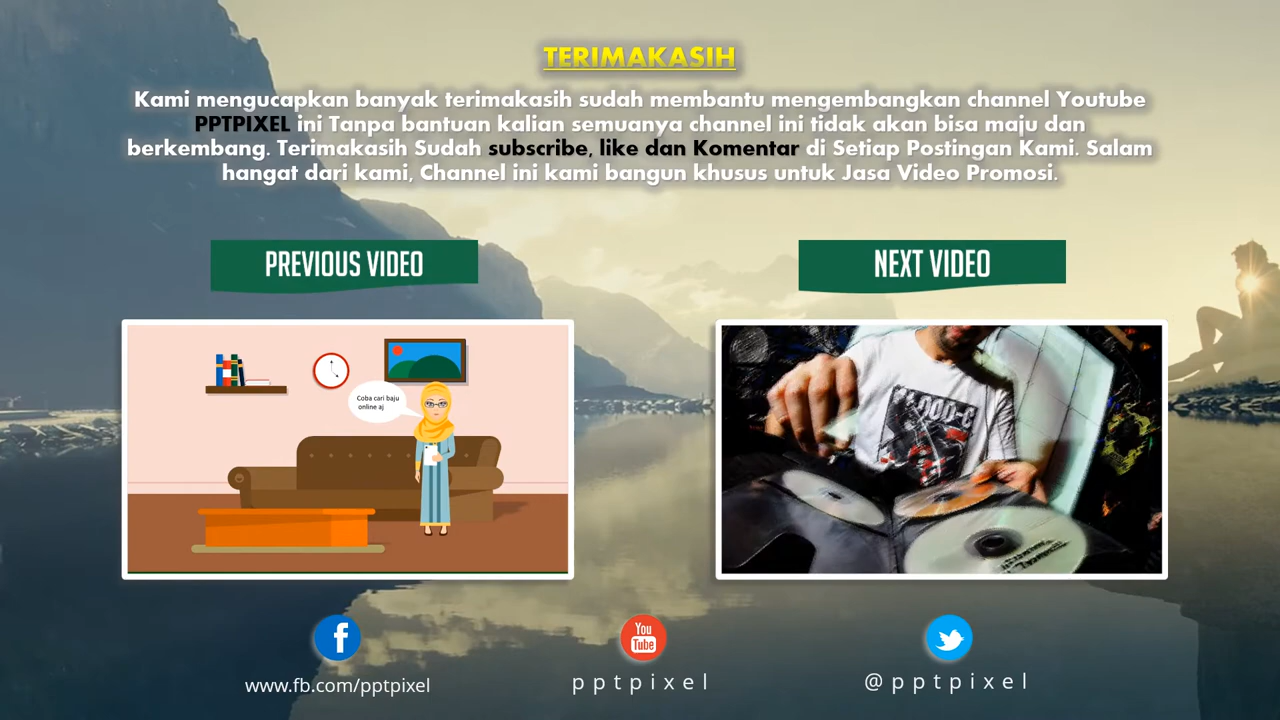 TERIMAKASIH
Kami mengucapkan banyak terimakasih sudah membantu mengembangkan channel Youtube
PPTPIXEL ini Tanpa bantuan kalian semuanya channel ini tidak akan bisa maju dan
berkembang. Terimakasih Sudah subscribe, like dan Komentar di Setiap Postingan Kami. Salam
hangat dari kami, Channel ini kami bangun khusus untuk Jasa Video Promosi.
PREVIOUS VIDEO
NEXT VIDEO
Coba cari baju
online aj
You
Tube
www.fb.com/pptpixel
pptpixel
@pptpixel